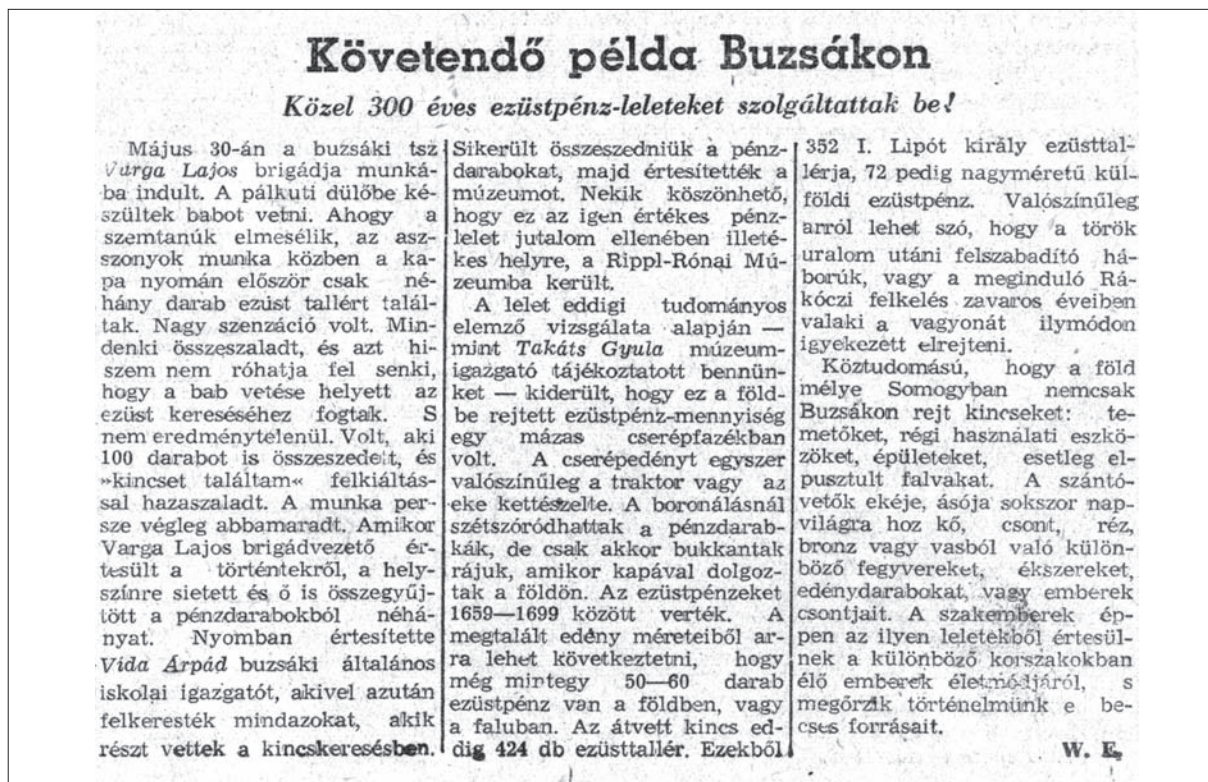 Követendő példa Buzsákon
Közel 300 éves ezüstpénz-leleteket szolgáltattak be!
Május 30-án a buzsáki tsz
Varga Lajos brigádja munká-
ba indult. A pálkuti dülőbe ké-
szültek babot vetni. Ahogy a
szemtanúk elmesélik, az asz-
szonyok munka közben a ka-
pa nyomán először csak né-
hány darab ezüst tallért talál-
tak. Nagy szenzáció volt. Min-
denki összeszaladt, és azt hi-
szem nem róhatja fel senki,
hogy a bab vetése helyett az
ezüst kereséséhez fogtak. S
nem eredménytelenül. Volt, aki
100 darabot is összeszedett, és
»kincset találtam« felkiáltás-
sal hazaszaladt. A munka per-
sze végleg abbamaradt. Amikor
Varga Lajos brigádvezető ér-
tesült a történtekről, a hely-
színre sietett és ő is összegyűj-
tött a pénzdarabokból néhá-
nyat. Nyomban értesítette
Vida Árpád buzsáki általános
iskolai igazgatót, akivel azután
felkeresték mindazokat, akik
részt vettek a kincskeresésben.
Sikerült összeszedniük a pénz-
darabokat, majd értesítették a
múzeumot. Nekik köszönhető,
hogy ez az igen értékes pénz-
lelet jutalom ellenében illeté-
kes helyre, a Rippl-Rónai Mú-
zeumba került.
A lelet eddigi tudományos
elemző vizsgálata alapján —
mint Takáts Gyula múzeum-
igazgató tájékoztatott bennün-
ket — kiderült, hogy ez a föld-
be rejtett ezüstpénz-mennyiség
egy mázas cserépfazékban
volt. A cserépedényt egyszer
valószínűleg a traktor vagy az
eke kettészelte. A boronálásnál
szétszóródhattak a pénzdarab-
kák, de csak akkor bukkantak
rájuk, amikor kapával dolgoz-
tak a földön. Az ezüstpénzeket
1659—1699 között verték. A
megtalált edény méreteiből ar-
ra lehet következtetni, hogy
még mintegy 50—60 darab
ezüstpénz van a földben, vagy
a faluban. Az átvett kincs ed-
dig 424 db ezüsttallér. Ezekből
352 I. Lipót király ezüsttal-
lérja, 72 pedig nagyméretű kül-
földi ezüstpénz. Valószínűleg
arról lehet szó, hogy a török
uralom utáni felszabadító há-
borúk, vagy a meginduló Rá-
kóczi felkelés zavaros éveiben
valaki a vagyonát ilymódon
igyekezett elrejteni.
Köztudomású, hogy a föld
mélye Somogyban nemcsak
Buzsákon rejt kincseket: te-
metőket, régi használati eszkö-
zöket, épületeket, esetleg el-
pusztult falvakat. A szántó-
vetők ekéje, ásója sokszor nap-
világra hoz kő, csont, réz,
bronz vagy vasból való külön-
böző fegyvereket, ékszereket,
edénydarabokat, vagy emberek
csontjait. A szakemberek ép-
pen az ilyen leletekből értesül-
nek a különböző korszakokban
élő emberek életmódjáról, s
megőrzik történelmünk e be-
cses forrásait.
W. E.